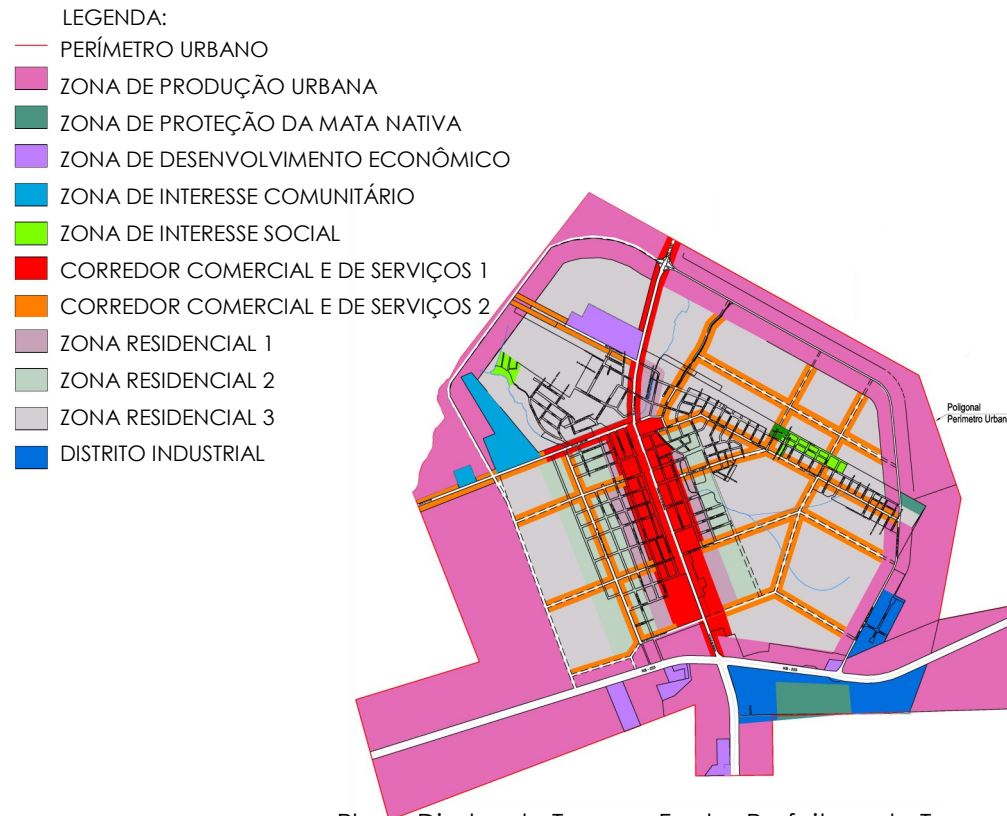 LEGENDA:
PERÍMETRO URBANO
ZONA DE PRODUÇÃO URBANA
ZONA DE PROTEÇÃO DA MATA NATIVA
ZONA DE DESENVOLVIMENTO ECONÔMICO
ZONA DE INTERESSE COMUNITÁRIO
ZONA DE INTERESSE SOCIAL
CORREDOR COMERCIAL E DE SERVIÇOS 1
CORREDOR COMERCIAL E DE SERVIÇOS 2
ZONA RESIDENCIAL 1
ZONA RESIDENCIAL 2
ZONA RESIDENCIAL 3
DISTRITO INDUSTRIAL
Poligonal
Perimetro Urban